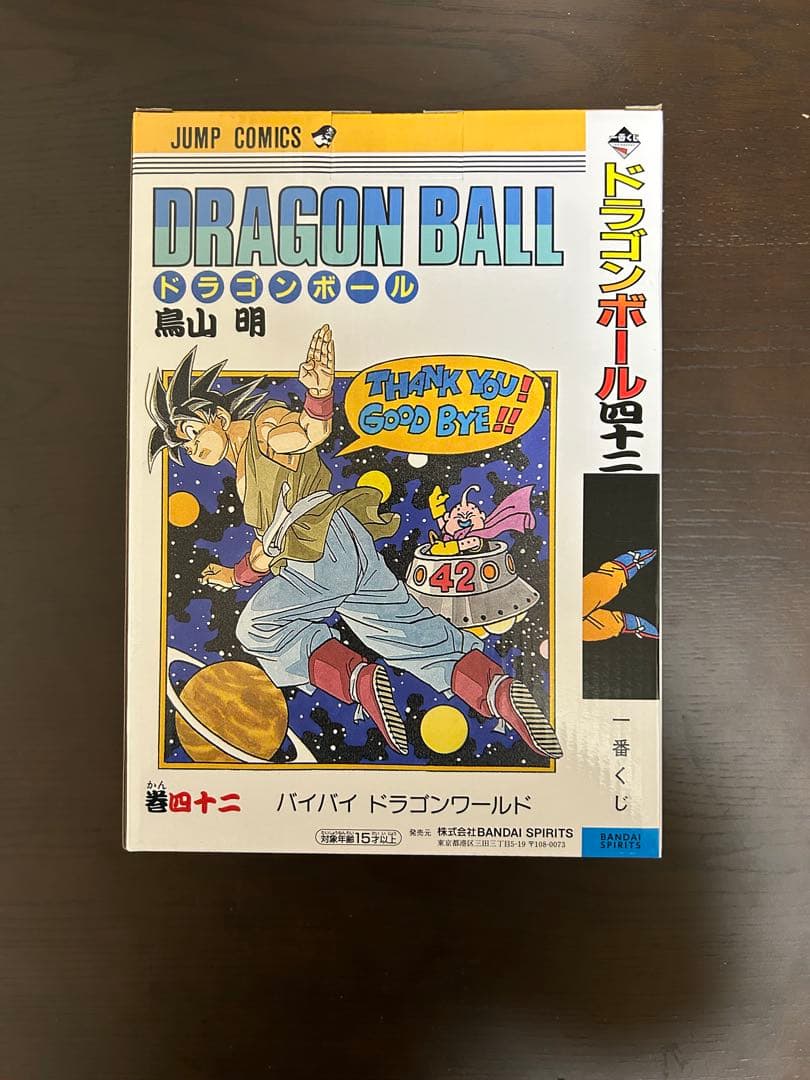 JUMP COMICS
DRAGON BALL
ドラゴンボール
鳥山 明
THANK YOU!
GOOD BYE!!
42
かん
巻四十二
バイバイ ドラゴンワールド
対象年齢15才以上
発売元 株式会社BANDAI SPIRITS
東京都港区三田三丁目5-19 〒108-0073
一番くじ
ドラゴンボール四十二
一番くじ
BANDAI
SPIRITS